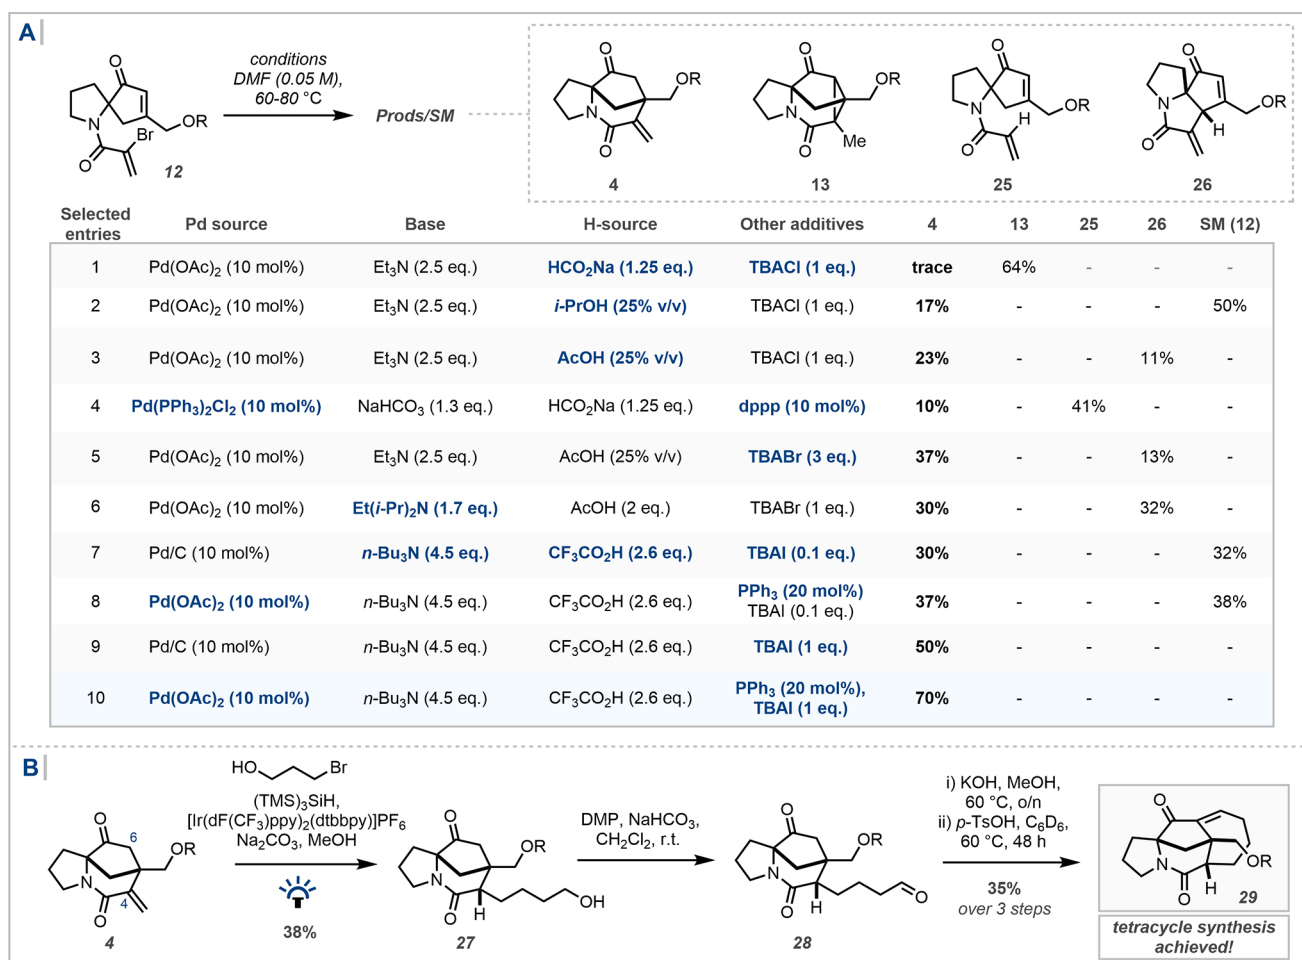 A
conditions
DMF (0.05 M),
60-80 °C
Prods/SM
O
N
Br
O
OR
12
O
N
O
OR
4
O
N
O
OR
Me
13
O
N
H
O
OR
25
O
N
O
H
OR
26
Selected entries	Pd source	Base	H-source	Other additives	4	13	25	26	SM (12)
1	Pd(OAc)₂ (10 mol%)	Et₃N (2.5 eq.)	HCO₂Na (1.25 eq.)	TBACl (1 eq.)	trace	64%	-	-	-
2	Pd(OAc)₂ (10 mol%)	Et₃N (2.5 eq.)	i-PrOH (25% v/v)	TBACl (1 eq.)	17%	-	-	-	50%
3	Pd(OAc)₂ (10 mol%)	Et₃N (2.5 eq.)	AcOH (25% v/v)	TBACl (1 eq.)	23%	-	-	11%	-
4	Pd(PPh₃)₂Cl₂ (10 mol%)	NaHCO₃ (1.3 eq.)	HCO₂Na (1.25 eq.)	dppp (10 mol%)	10%	-	41%	-	-
5	Pd(OAc)₂ (10 mol%)	Et₃N (2.5 eq.)	AcOH (25% v/v)	TBABr (3 eq.)	37%	-	-	13%	-
6	Pd(OAc)₂ (10 mol%)	Et(i-Pr)₂N (1.7 eq.)	AcOH (2 eq.)	TBABr (1 eq.)	30%	-	-	32%	-
7	Pd/C (10 mol%)	n-Bu₃N (4.5 eq.)	CF₃CO₂H (2.6 eq.)	TBAI (0.1 eq.)	30%	-	-	-	32%
8	Pd(OAc)₂ (10 mol%)	n-Bu₃N (4.5 eq.)	CF₃CO₂H (2.6 eq.)	PPh₃ (20 mol%) TBAI (0.1 eq.)	37%	-	-	-	38%
9	Pd/C (10 mol%)	n-Bu₃N (4.5 eq.)	CF₃CO₂H (2.6 eq.)	TBAI (1 eq.)	50%	-	-	-	-
10	Pd(OAc)₂ (10 mol%)	n-Bu₃N (4.5 eq.)	CF₃CO₂H (2.6 eq.)	PPh₃ (20 mol%), TBAI (1 eq.)	70%	-	-	-	-
B
O
6
OR
N
4
O
4
HO
Br
(TMS)₃SiH,
[Ir(dF(CF3)ppy)₂(dtbbpy)]PF₆
Na₂CO₃, MeOH
38%
O
OR
N
O
H
OH
27
DMP, NaHCO₃,
CH₂Cl₂, r.t.
O
OR
N
O
H
O
28
i) KOH, MeOH,
60 °C, o/n
ii) p-TsOH, C₆D₆,
60 °C, 48 h
35%
over 3 steps
O
N
O
H
OR
29
tetracycle synthesis
achieved!